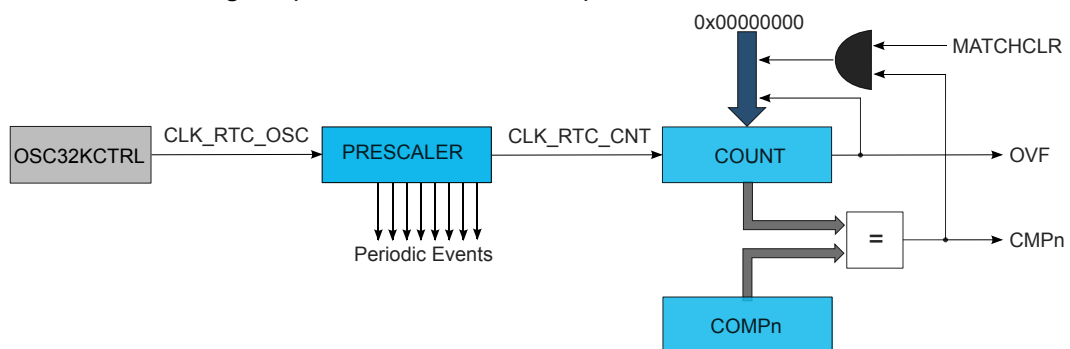 0x00000000
MATCHCLR
OSC32KCTRL
CLK_RTC_OSC
PRESCALER
CLK_RTC_CNT
COUNT
OVF
Periodic Events
=
CMPn
COMPn